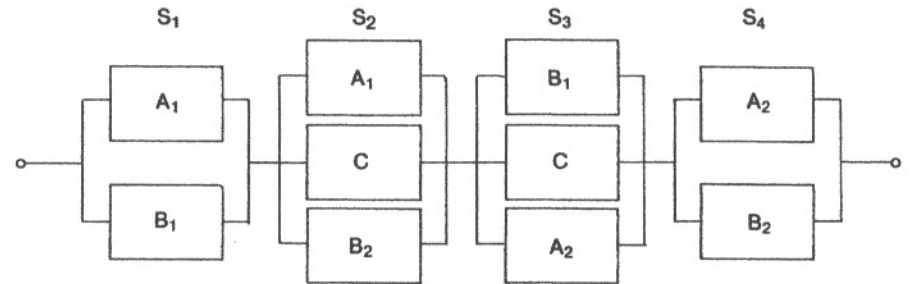 S₁ S₂ S₃ S₄
A₁ A₁ B₁ A₂
C C
B₁ B₂ A₂ B₂